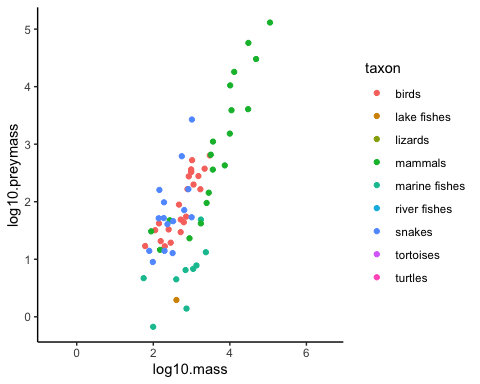 5
4
3
2
1
0
log10.preymass
0
2
4
6
log10.mass
taxon
birds
lake fishes
lizards
mammals
marine fishes
river fishes
snakes
tortoises
turtles